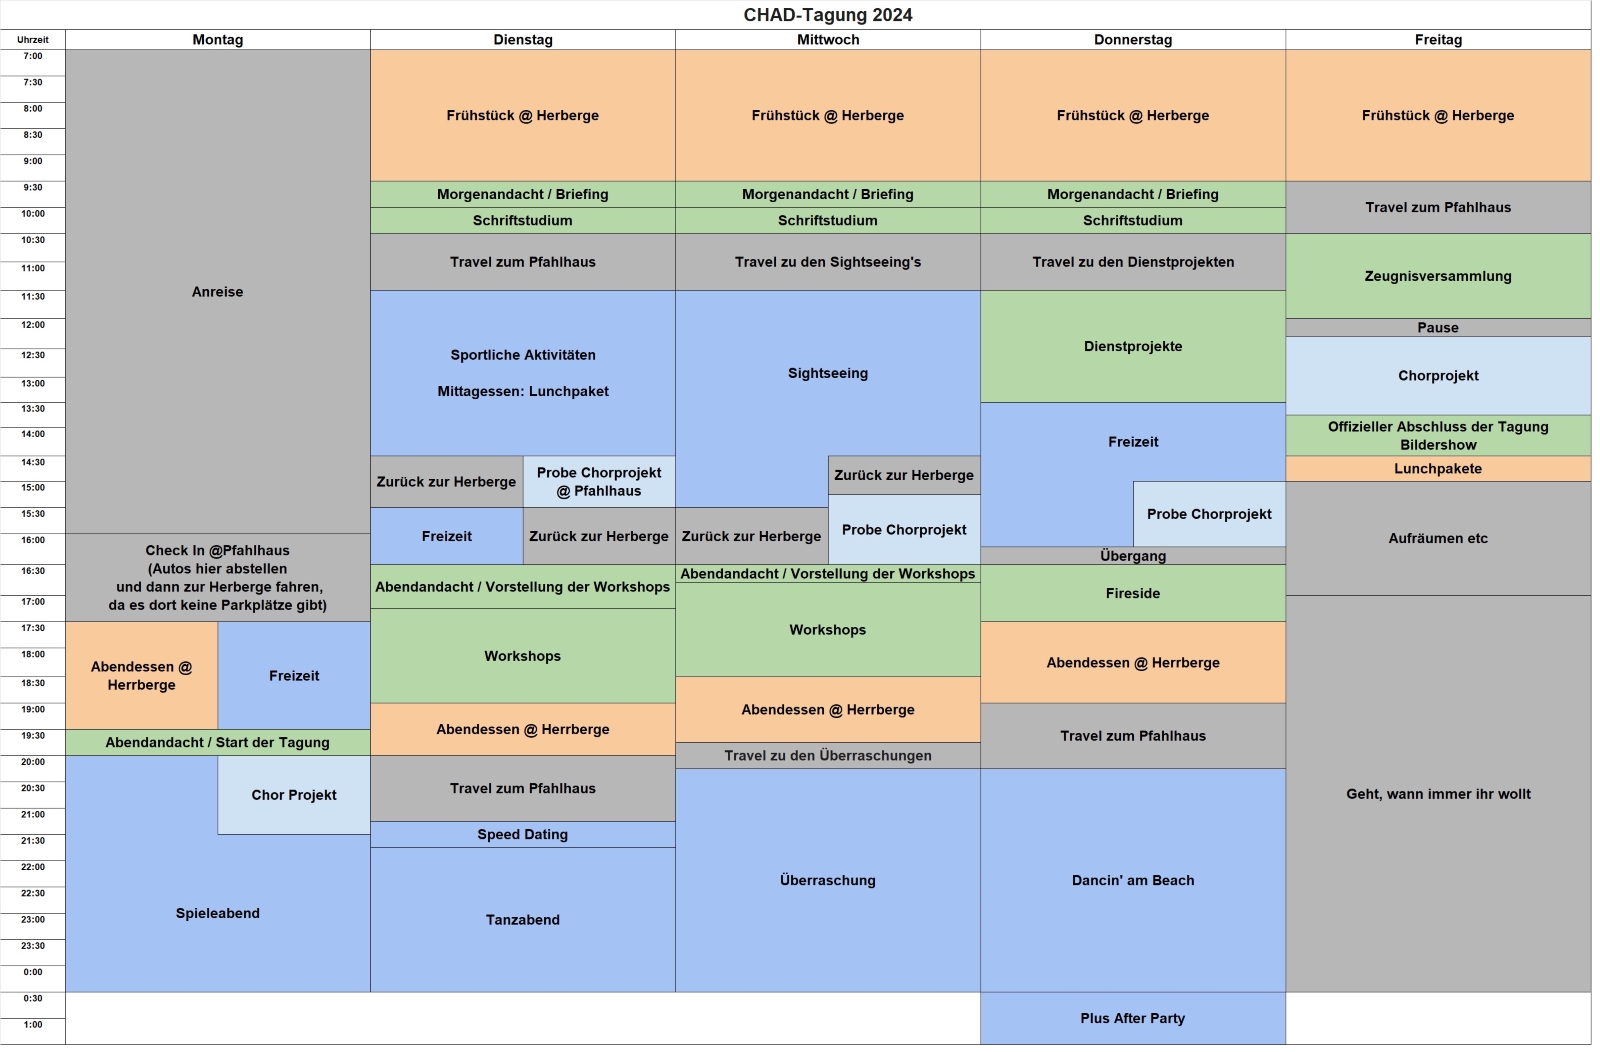 CHAD-Tagung 2024
Uhrzeit Montag Dienstag Mittwoch Donnerstag Freitag
7:00
7:30
8:00
8:30
9:00
9:30
10:00
10:30
11:00
11:30
12:00
12:30
13:00
13:30
14:00
14:30
15:00
15:30
16:00
16:30
17:00
17:30
18:00
18:30
19:00
19:30
20:00
20:30
21:00
21:30
22:00
22:30
23:00
23:30
0:00
0:30
1:00
Anreise
Check In @Pfahlhaus
(Autos hier abstellen
und dann zur Herberge fahren,
da es dort keine Parkplätze gibt)
Abendessen @
Herrberge
Freizeit
Abendandacht / Start der Tagung
Chor Projekt
Spieleabend
Frühstück @ Herberge
Morgenandacht / Briefing
Schriftstudium
Travel zum Pfahlhaus
Sportliche Aktivitäten
Mittagessen: Lunchpaket
Zurück zur Herberge
Probe Chorprojekt
@ Pfahlhaus
Freizeit
Zurück zur Herberge
Abendandacht / Vorstellung der Workshops
Workshops
Abendessen @ Herrberge
Travel zum Pfahlhaus
Speed Dating
Tanzabend
Frühstück @ Herberge
Morgenandacht / Briefing
Schriftstudium
Travel zu den Sightseeing's
Sightseeing
Zurück zur Herberge
Zurück zur Herberge
Probe Chorprojekt
Abendandacht / Vorstellung der Workshops
Workshops
Abendessen @ Herrberge
Travel zu den Überraschungen
Überraschung
Frühstück @ Herberge
Morgenandacht / Briefing
Schriftstudium
Travel zu den Dienstprojekten
Dienstprojekte
Freizeit
Probe Chorprojekt
Übergang
Fireside
Abendessen @ Herrberge
Travel zum Pfahlhaus
Dancin' am Beach
Plus After Party
Frühstück @ Herberge
Travel zum Pfahlhaus
Zeugnisversammlung
Pause
Chorprojekt
Offizieller Abschluss der Tagung
Bildershow
Lunchpakete
Aufräumen etc
Geht, wann immer ihr wollt